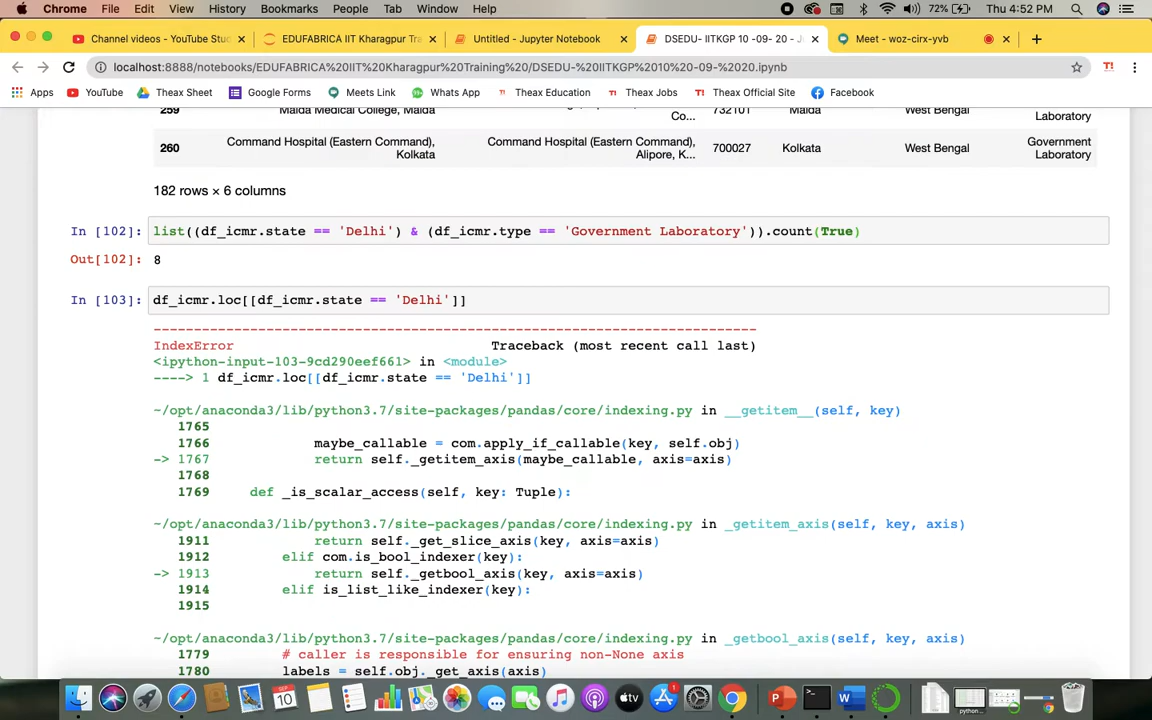 Chrome File Edit View History Bookmarks People Tab Window Help 72% Thu 4:52 PM
Channel videos - YouTube Stu × EDUFABRICA IIT Kharagpur Tra × Untitled - Jupyter Notebook × DSEDU- IITKGP 10 -09- 20 - J × Meet - woz-cirx-yvb × +
localhost:8888/notebooks/EDUFABRICA%20IIT%20Kharagpur%20Training%20/DSEDU-%20IITKGP%2010%20-09-%2020.ipynb
Apps YouTube Theax Sheet Google Forms Meets Link Whats App Theax Education Theax Jobs Theax Official Site Facebook
259 Malda Medical College, Malda Co... 732101 Malda West Bengal Laboratory
260 Command Hospital (Eastern Command), Kolkata Command Hospital (Eastern Command), Alipore, K... 700027 Kolkata West Bengal Government Laboratory
182 rows × 6 columns
In [102]: list((df_icmr.state == 'Delhi') & (df_icmr.type == 'Government Laboratory')).count(True)
Out[102]: 8
In [103]: df_icmr.loc[[df_icmr.state == 'Delhi']]
---------------------------------------------------------------------------
IndexError Traceback (most recent call last)
<ipython-input-103-9cd290eef661> in <module>
----> 1 df_icmr.loc[[df_icmr.state == 'Delhi']]
~/opt/anaconda3/lib/python3.7/site-packages/pandas/core/indexing.py in __getitem__(self, key)
1765
1766 maybe_callable = com.apply_if_callable(key, self.obj)
-> 1767 return self._getitem_axis(maybe_callable, axis=axis)
1768
1769 def _is_scalar_access(self, key: Tuple):
~/opt/anaconda3/lib/python3.7/site-packages/pandas/core/indexing.py in _getitem_axis(self, key, axis)
1911 return self._get_slice_axis(key, axis=axis)
1912 elif com.is_bool_indexer(key):
-> 1913 return self._getbool_axis(key, axis=axis)
1914 elif is_list_like_indexer(key):
1915
~/opt/anaconda3/lib/python3.7/site-packages/pandas/core/indexing.py in _getbool_axis(self, key, axis)
1779 # caller is responsible for ensuring non-None axis
1780 labels = self.obj._get_axis(axis)